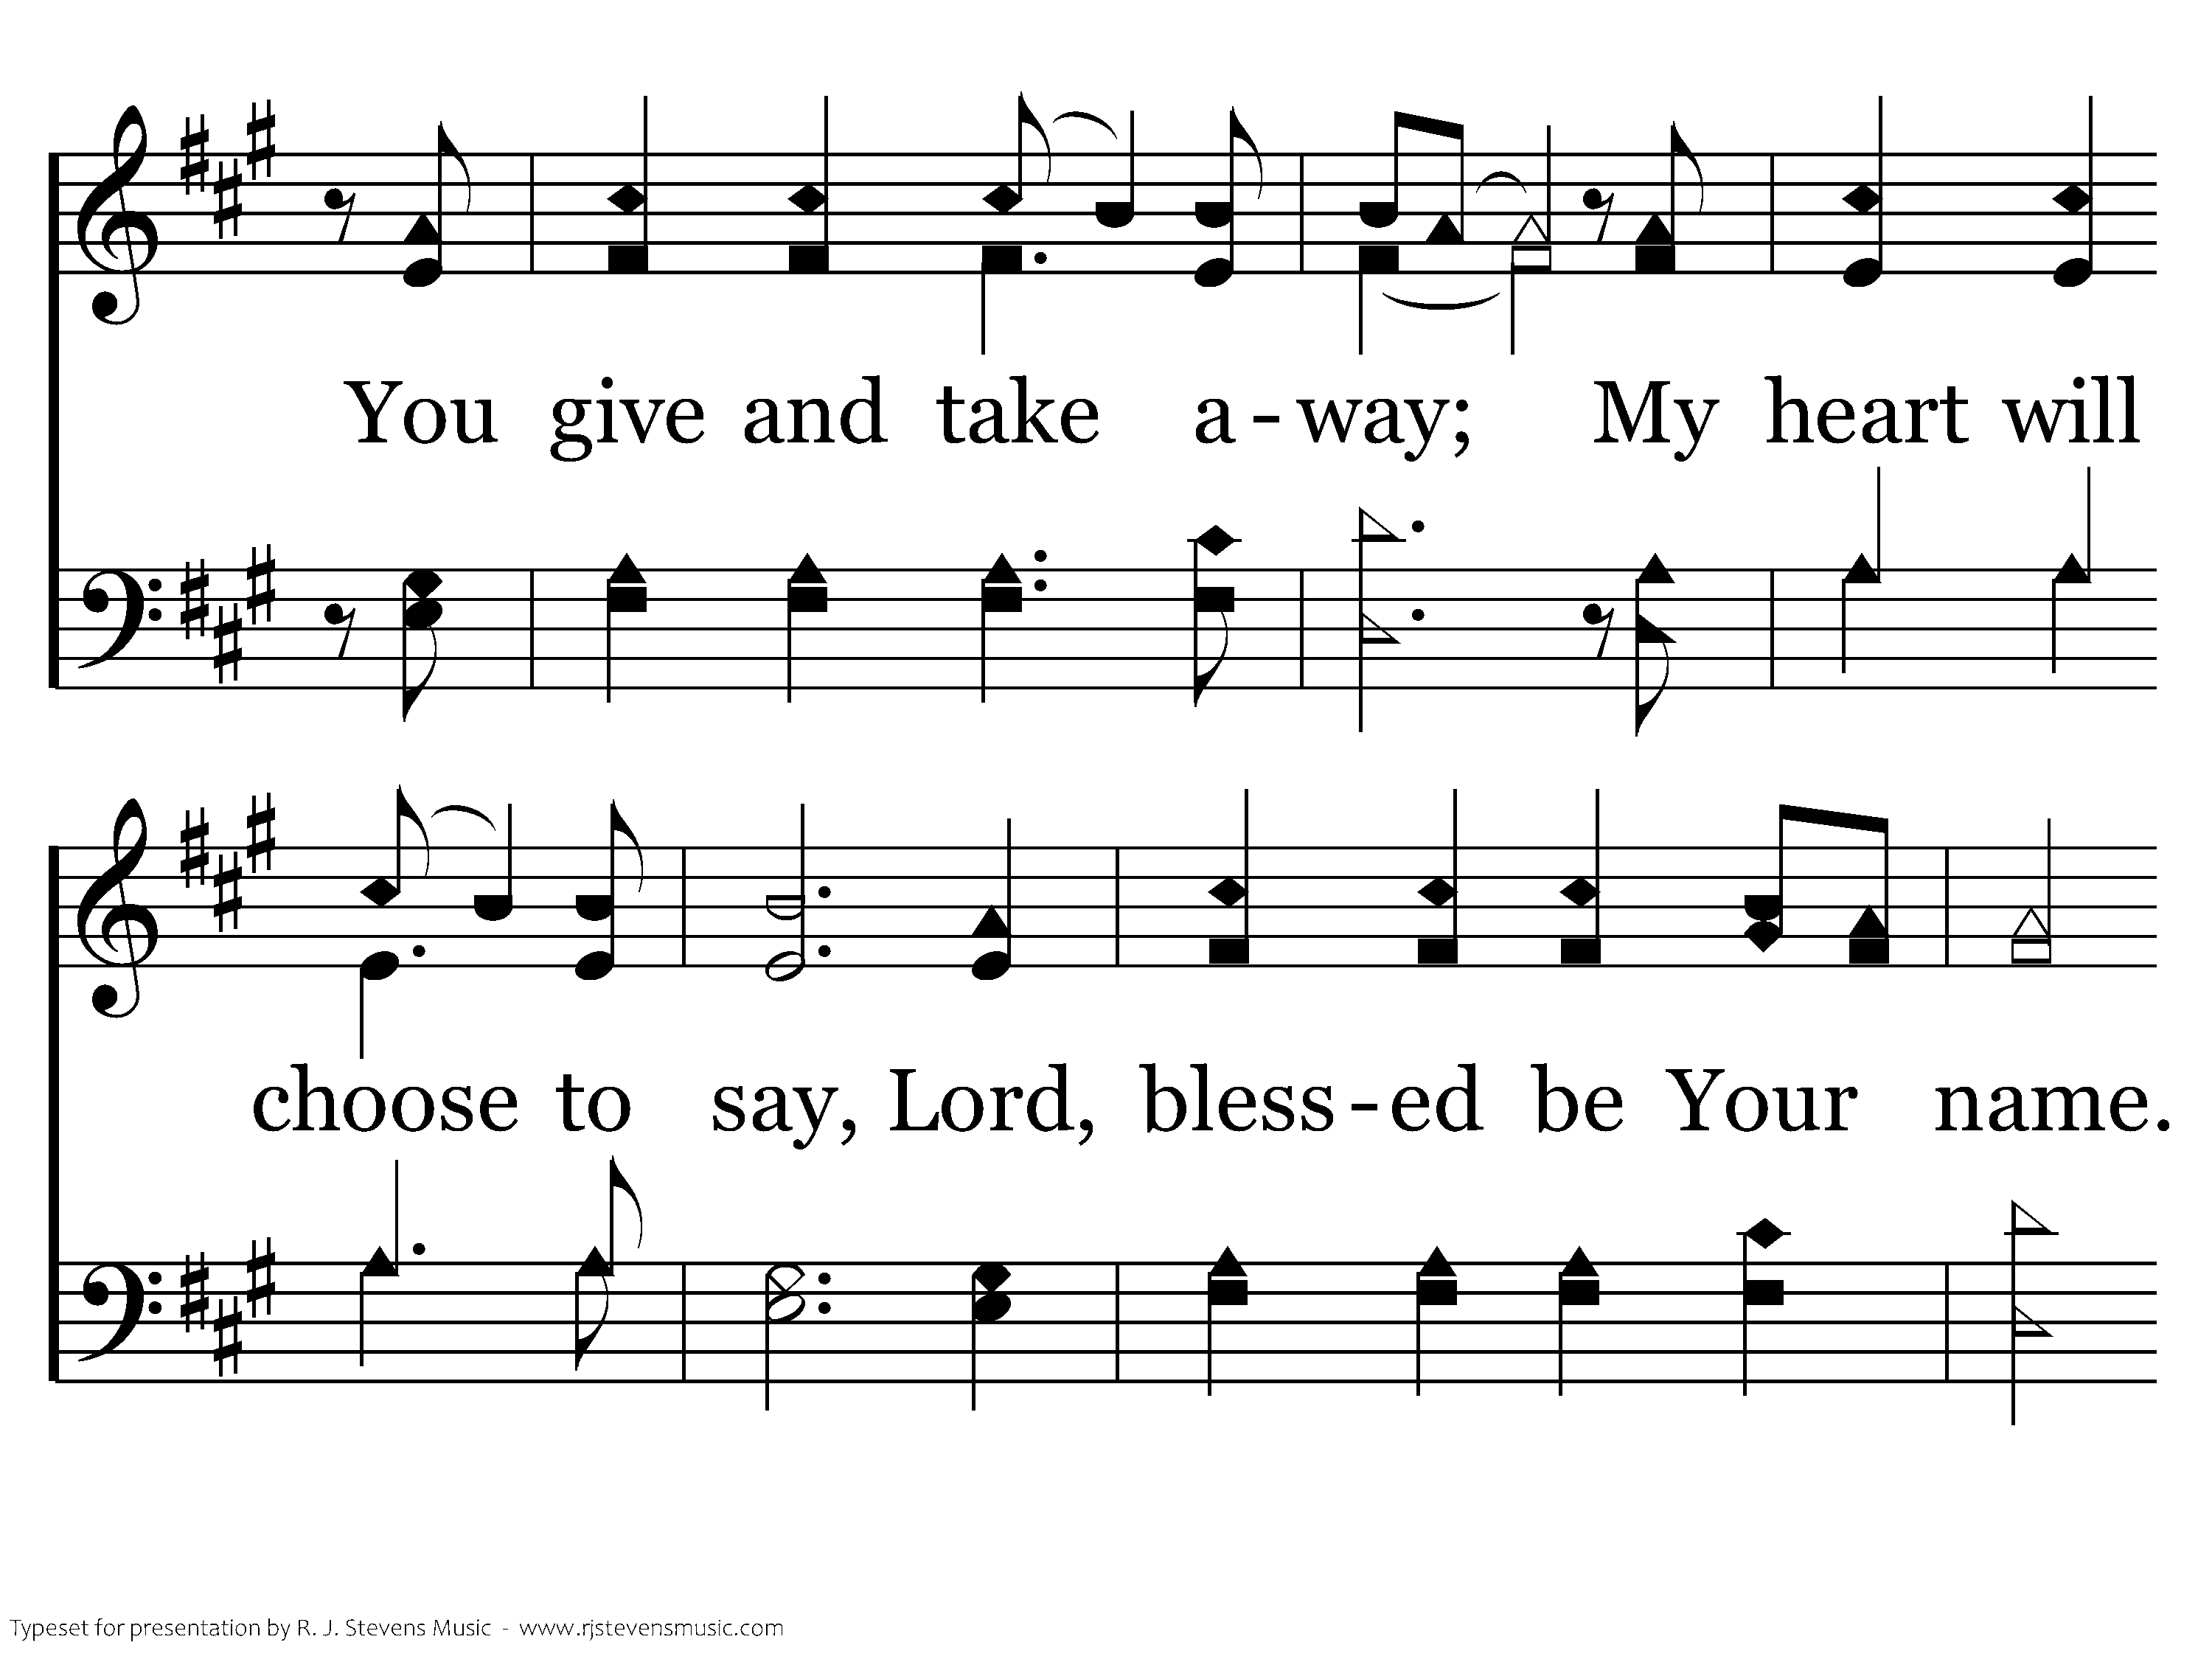 You give and take a-way; My heart will
choose to say, Lord, bless-ed be Your name.
Typeset for presentation by R. J. Stevens Music - www.rjstevensmusic.com